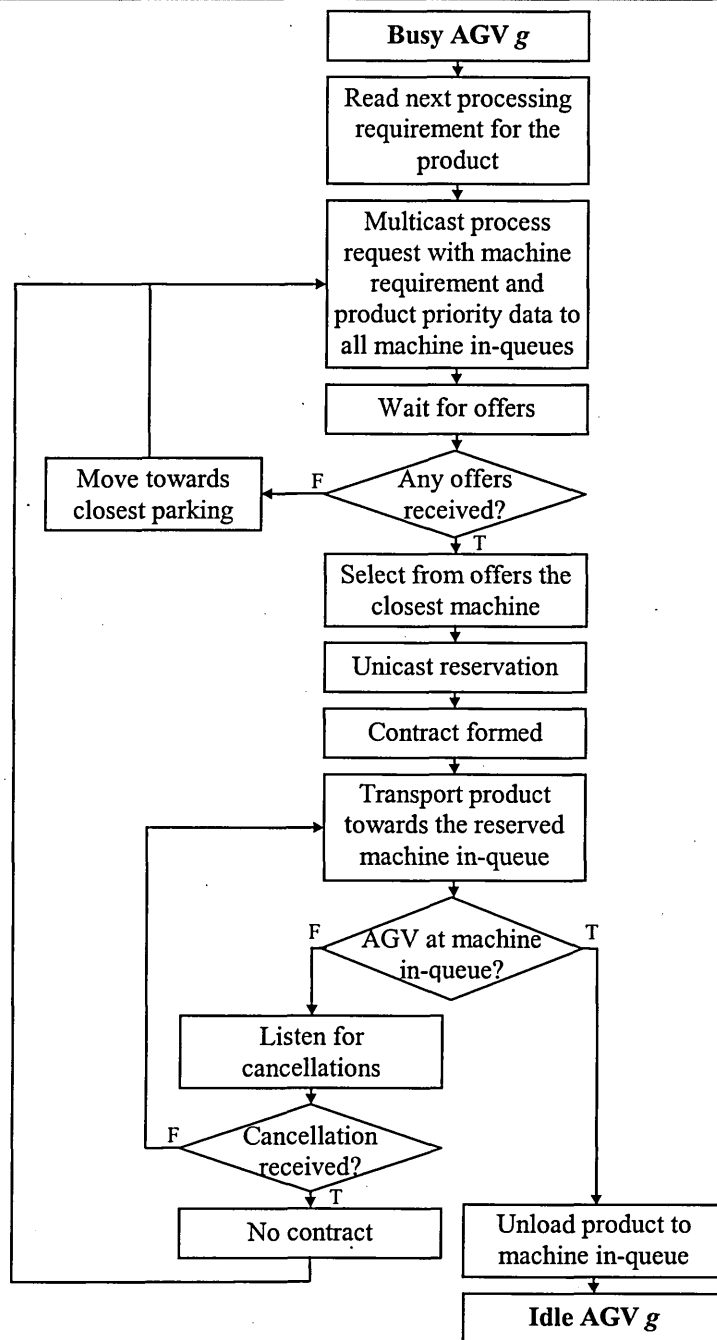 Busy AGV g
Read next processing
requirement for the
product
Multicast process
request with machine
requirement and
product priority data to
all machine in-queues
Wait for offers
Move towards
closest parking
F
Any offers
received?
T
Select from offers the
closest machine
Unicast reservation
Contract formed
Transport product
towards the reserved
machine in-queue
F
AGV at machine
in-queue?
T
Listen for
cancellations
F
Cancellation
received?
T
No contract
Unload product to
machine in-queue
Idle AGV g